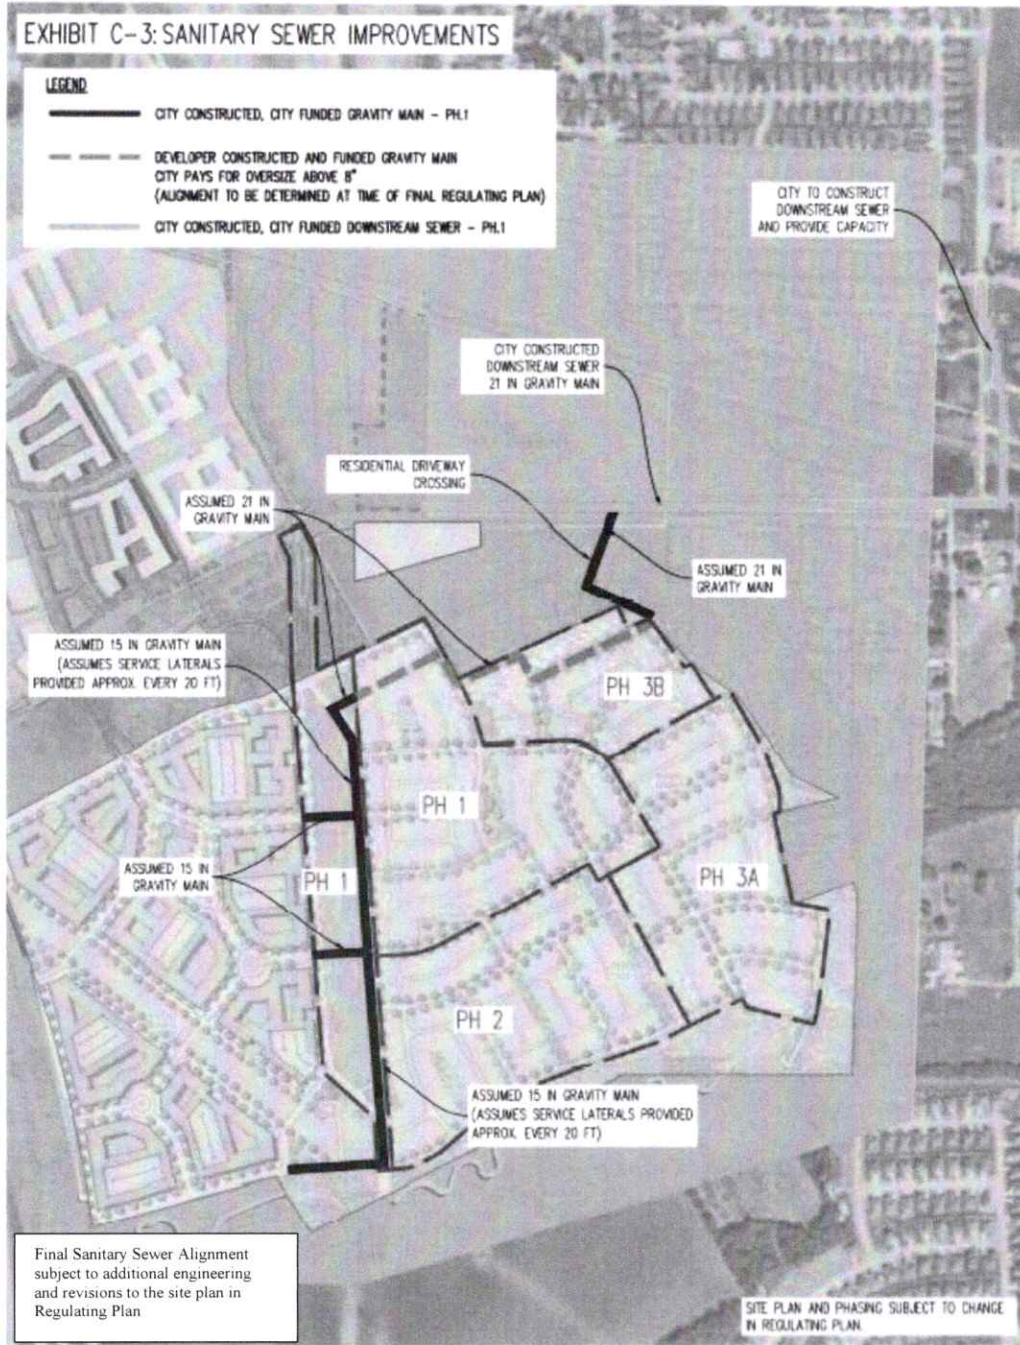 EXHIBIT C-3: SANITARY SEWER IMPROVEMENTS
LEGEND
CITY CONSTRUCTED, CITY FUNDED GRAVITY MAIN - PH.1
DEVELOPER CONSTRUCTED AND FUNDED GRAVITY MAIN
CITY PAYS FOR OVERSIZE ABOVE 8"
(ALIGNMENT TO BE DETERMINED AT TIME OF FINAL REGULATING PLAN)
CITY CONSTRUCTED, CITY FUNDED DOWNSTREAM SEWER - PH.1
CITY TO CONSTRUCT
DOWNSTREAM SEWER
AND PROVIDE CAPACITY
CITY CONSTRUCTED
DOWNSTREAM SEWER
21 IN GRAVITY MAIN
RESIDENTIAL DRIVEWAY
CROSSING
ASSUMED 21 IN
GRAVITY MAIN
ASSUMED 21 IN
GRAVITY MAIN
ASSUMED 15 IN GRAVITY MAIN
(ASSUMES SERVICE LATERALS
PROVIDED APPROX. EVERY 20 FT)
PH 3B
PH 1
ASSUMED 15 IN
GRAVITY MAIN
PH 1
PH 3A
PH 2
ASSUMED 15 IN GRAVITY MAIN
(ASSUMES SERVICE LATERALS PROVIDED
APPROX. EVERY 20 FT)
Final Sanitary Sewer Alignment
subject to additional engineering
and revisions to the site plan in
Regulating Plan
SITE PLAN AND PHASING SUBJECT TO CHANGE
IN REGULATING PLAN.